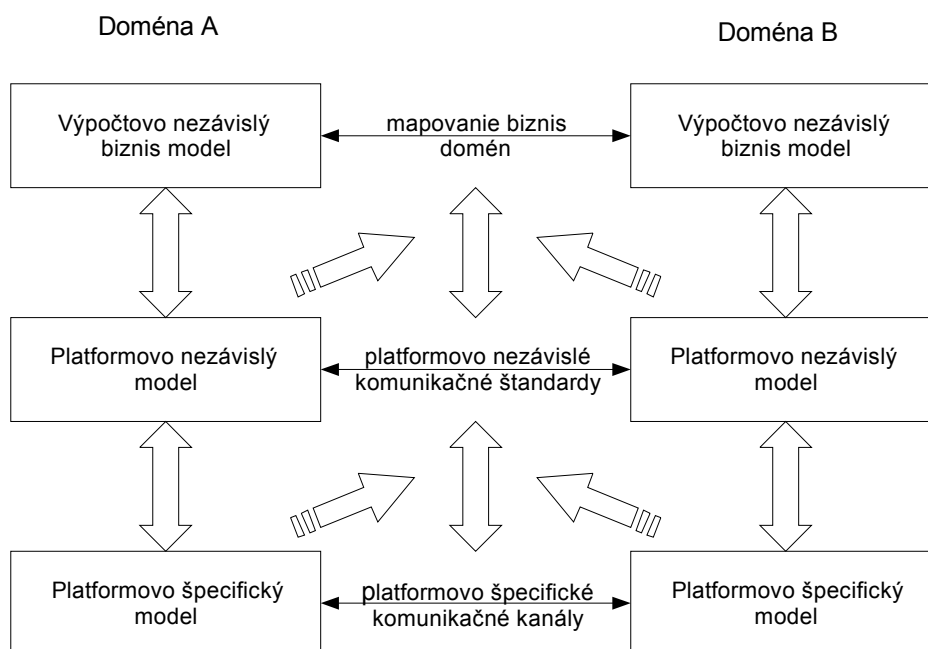 Doména A
Doména B
Výpočtovo nezávislý
biznis model
mapovanie biznis
domén
Výpočtovo nezávislý
biznis model
Platformovo nezávislý
model
platformovo nezávislé
komunikačné štandardy
Platformovo nezávislý
model
Platformovo špecifický
model
platformovo špecifické
komunikačné kanály
Platformovo špecifický
model